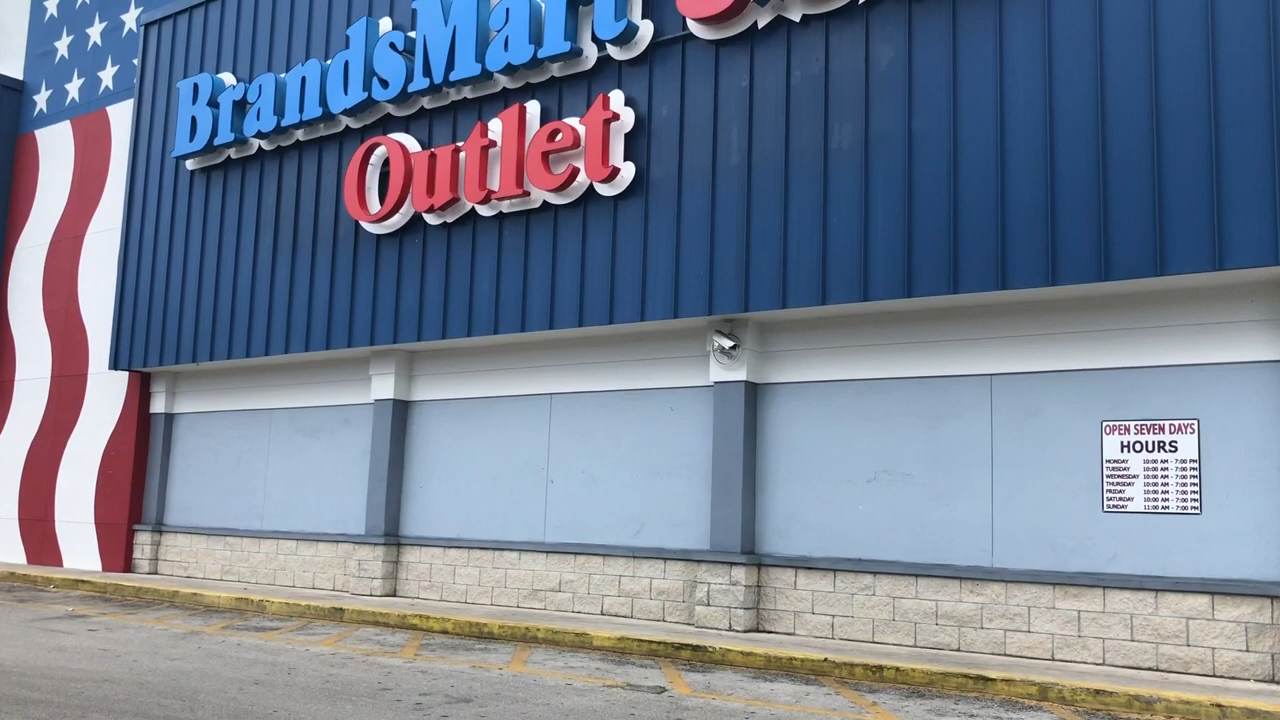 BrandsMart
Outlet
OPEN SEVEN DAYS
HOURS
MONDAY 10:00 AM - 7:00 PM
TUESDAY 10:00 AM - 7:00 PM
WEDNESDAY 10:00 AM - 7:00 PM
THURSDAY 10:00 AM - 7:00 PM
FRIDAY 10:00 AM - 7:00 PM
SATURDAY 10:00 AM - 7:00 PM
SUNDAY 11:00 AM - 7:00 PM